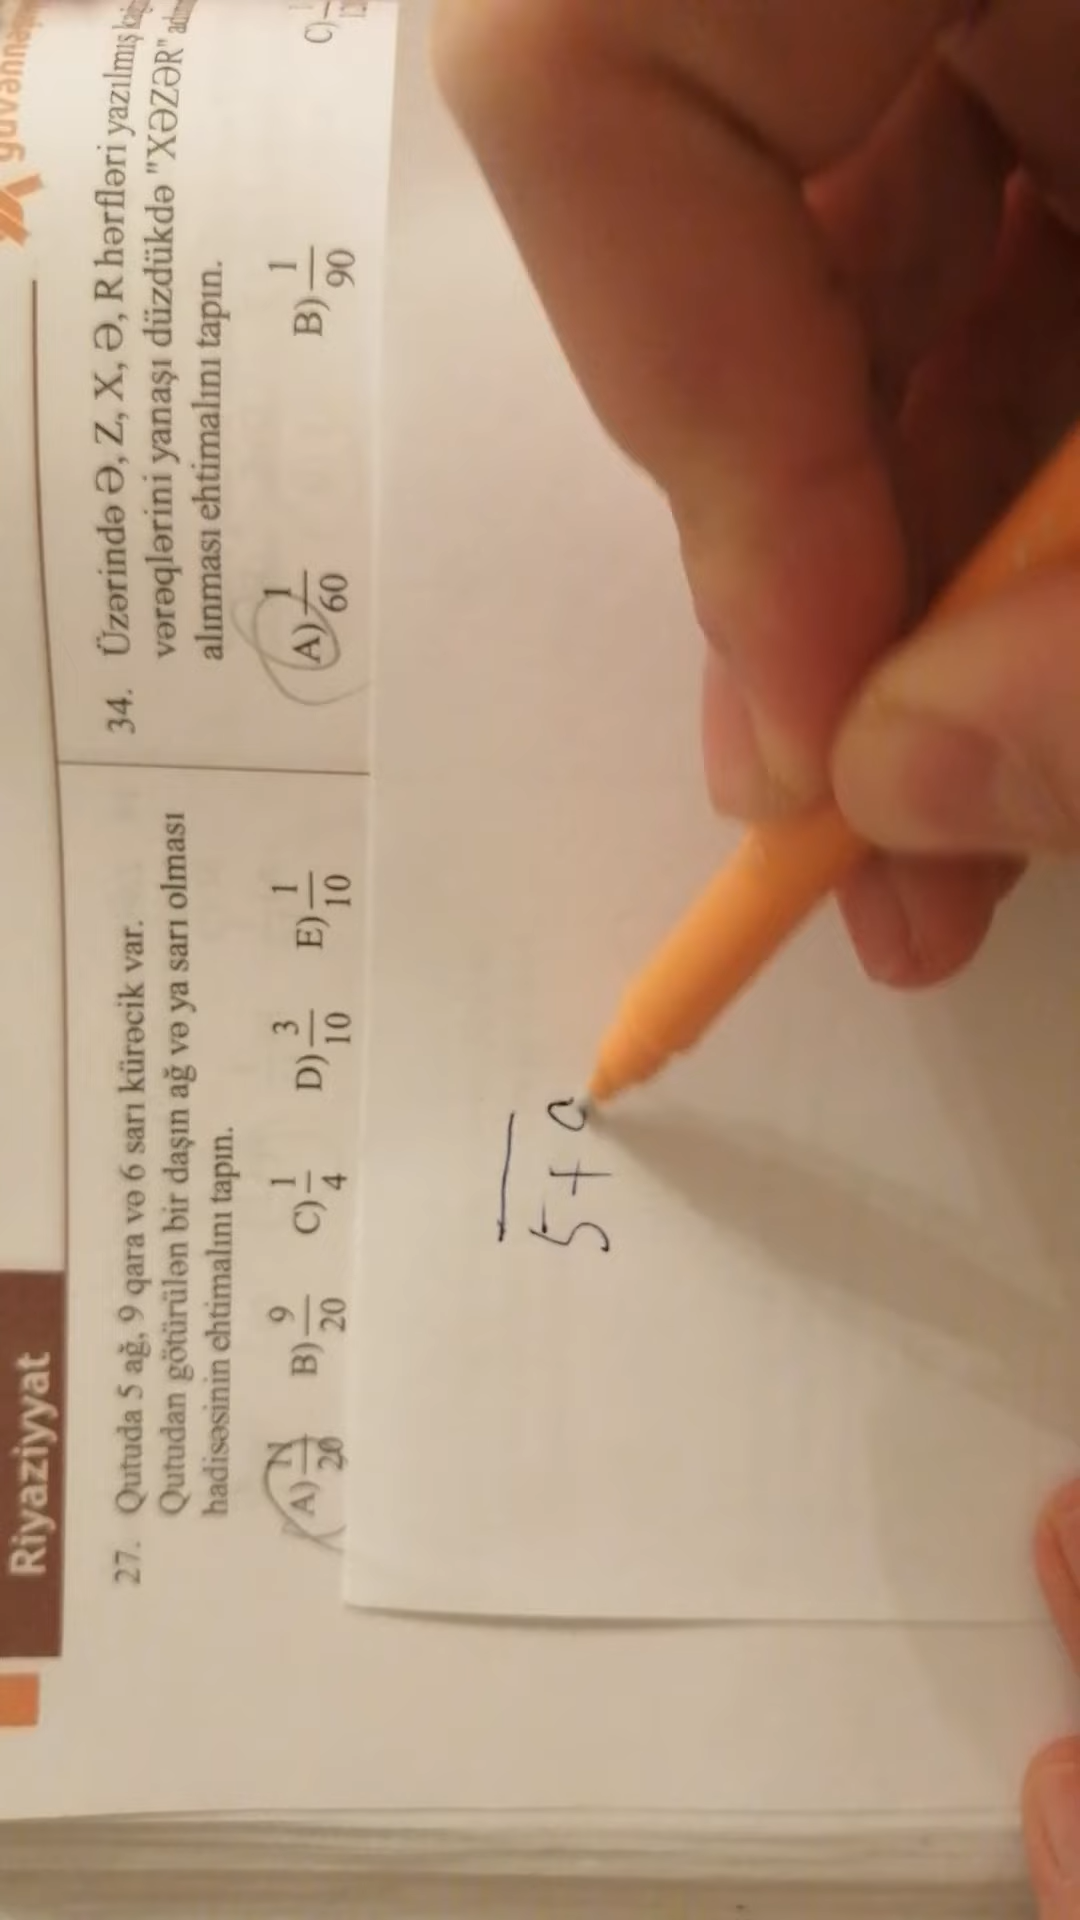 Riyaziyyat
27. Qutuda 5 ağ, 9 qara və 6 sarı kürəcik var.
Qutudan götürülən bir daşın ağ və ya sarı olması
hadisəsinin ehtimalını tapın.
A) 11/20 B) 9/20 C) 1/4 D) 3/10 E) 1/10
34. Üzərində Ə, Z, X, Ə, R hərfləri yazılmış
vərəqlərini yanaşı düzdükdə "XƏZƏR"
alınması ehtimalını tapın.
A) 1/60 B) 1/90 C)
5 +